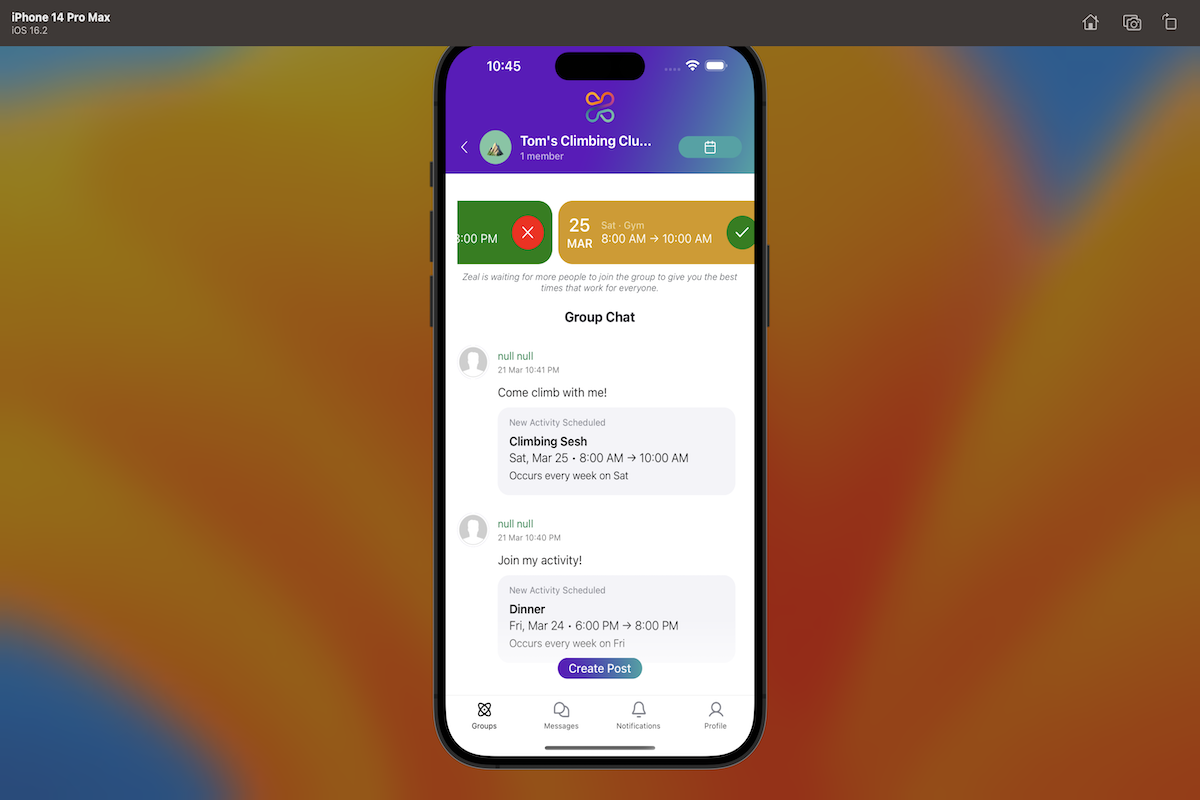 iPhone 14 Pro Max
iOS 16.2
10:45
Tom's Climbing Clu...
1 member
:00 PM
25
MAR
Sat · Gym
8:00 AM → 10:00 AM
Zeal is waiting for more people to join the group to give you the best
times that work for everyone.
Group Chat
null null
21 Mar 10:41 PM
Come climb with me!
New Activity Scheduled
Climbing Sesh
Sat, Mar 25 • 8:00 AM → 10:00 AM
Occurs every week on Sat
null null
21 Mar 10:40 PM
Join my activity!
New Activity Scheduled
Dinner
Fri, Mar 24 • 6:00 PM → 8:00 PM
Occurs every week on Fri
Create Post
Groups
Messages
Notifications
Profile